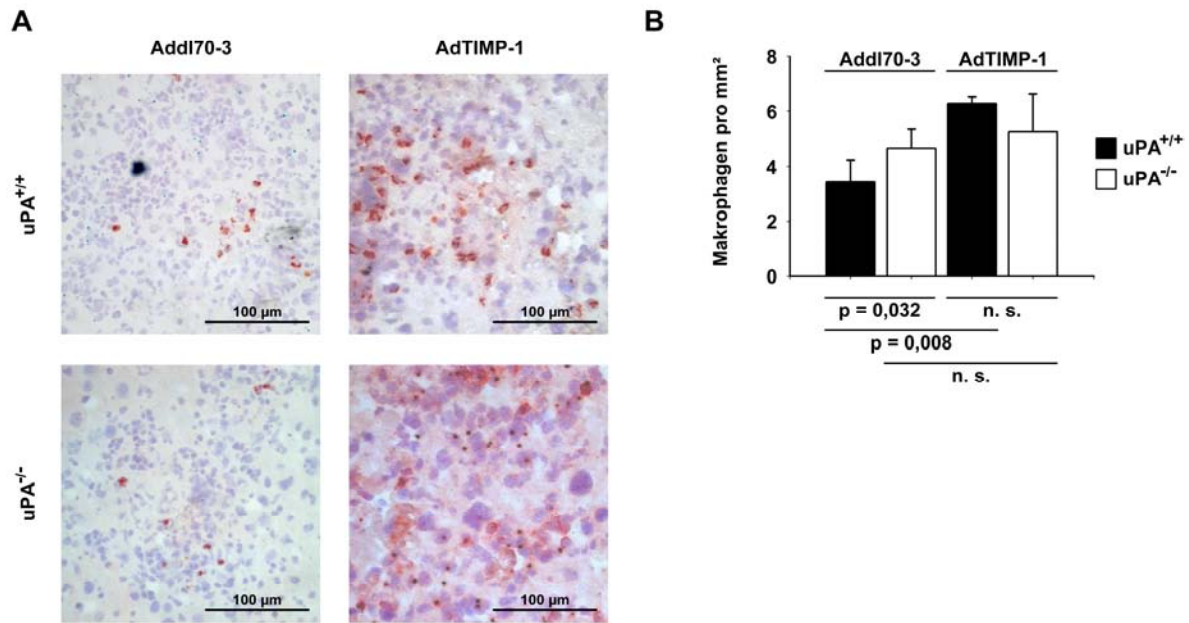 A
Addl70-3
AdTIMP-1
uPA+/+
100 µm
100 µm
uPA-/-
100 µm
100 µm
B
Makrophagen pro mm²
8
6
4
2
0
Addl70-3
AdTIMP-1
uPA+/+
uPA-/-
p = 0,032
n. s.
p = 0,008
n. s.